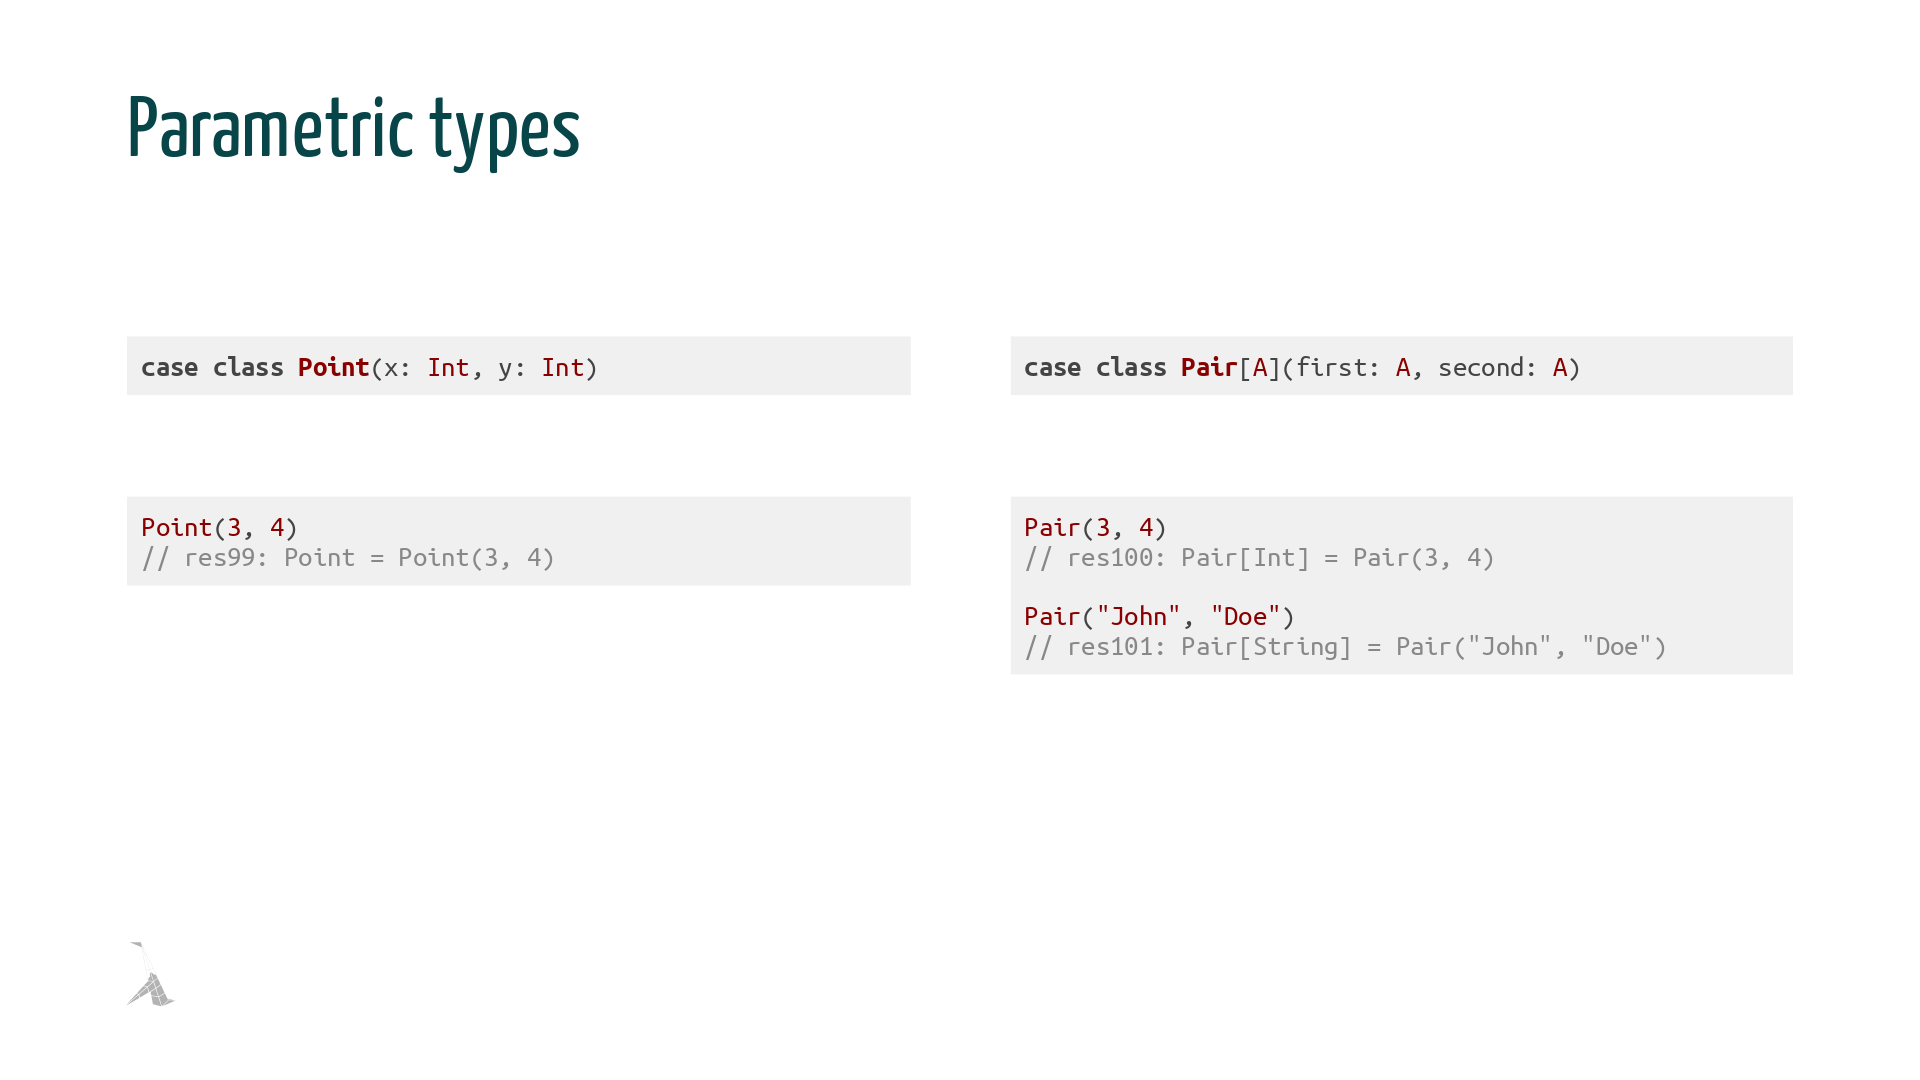 Parametric types
case class Point(x: Int, y: Int)
Point(3, 4)
// res99: Point = Point(3, 4)
case class Pair[A](first: A, second: A)
Pair(3, 4)
// res100: Pair[Int] = Pair(3, 4)
Pair("John", "Doe")
// res101: Pair[String] = Pair("John", "Doe")